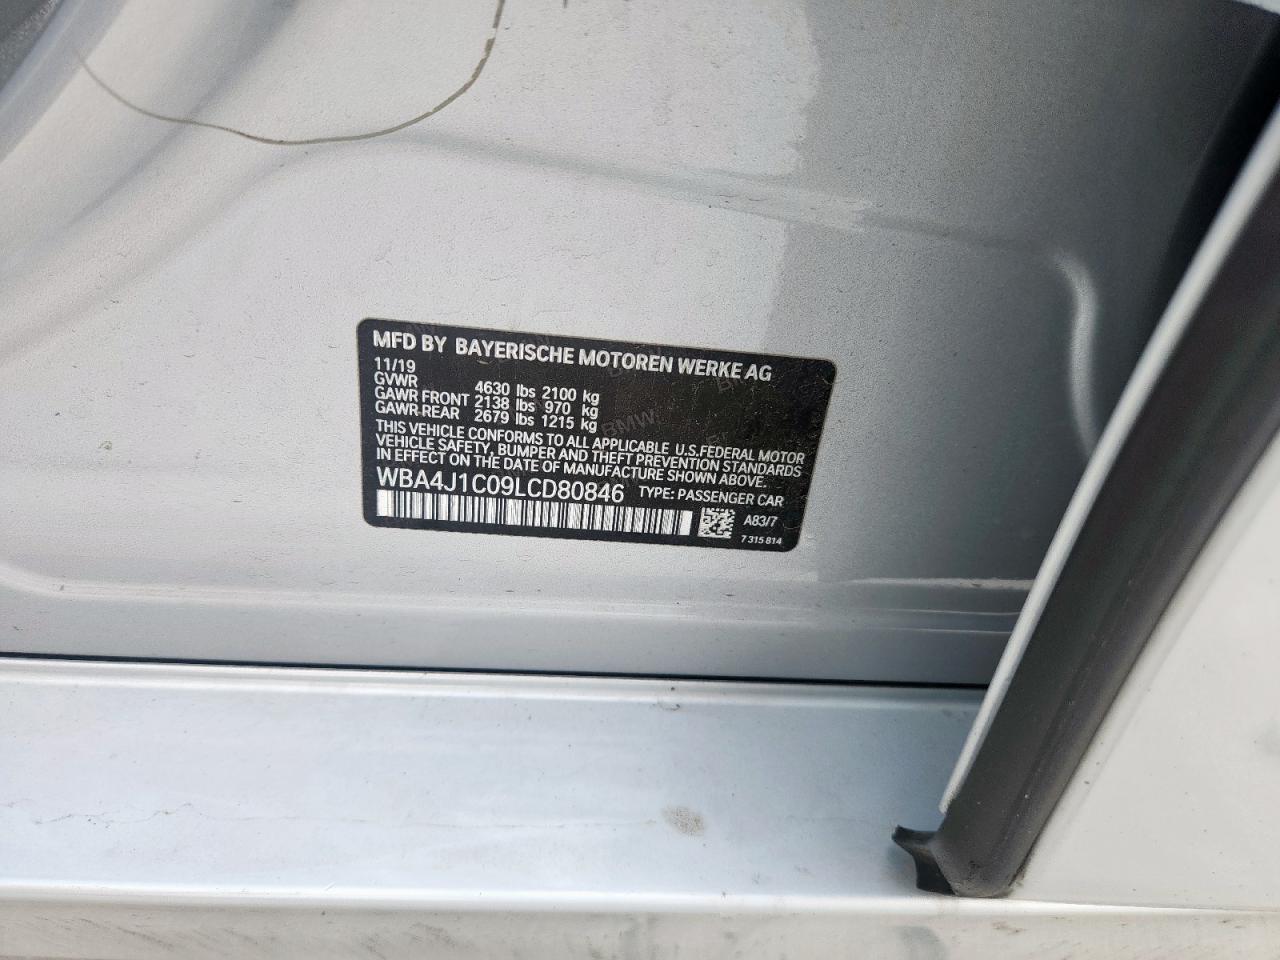 MFD BY BAYERISCHE MOTOREN WERKE AG
11/19
GVWR 4630 lbs 2100 kg
GAWR FRONT 2138 lbs 970 kg
GAWR REAR 2679 lbs 1215 kg
THIS VEHICLE CONFORMS TO ALL APPLICABLE U.S.FEDERAL MOTOR
VEHICLE SAFETY, BUMPER AND THEFT PREVENTION STANDARDS
IN EFFECT ON THE DATE OF MANUFACTURE SHOWN ABOVE.
WBA4J1C09LCD80846 TYPE: PASSENGER CAR
A83/7
7 315 814
BMW